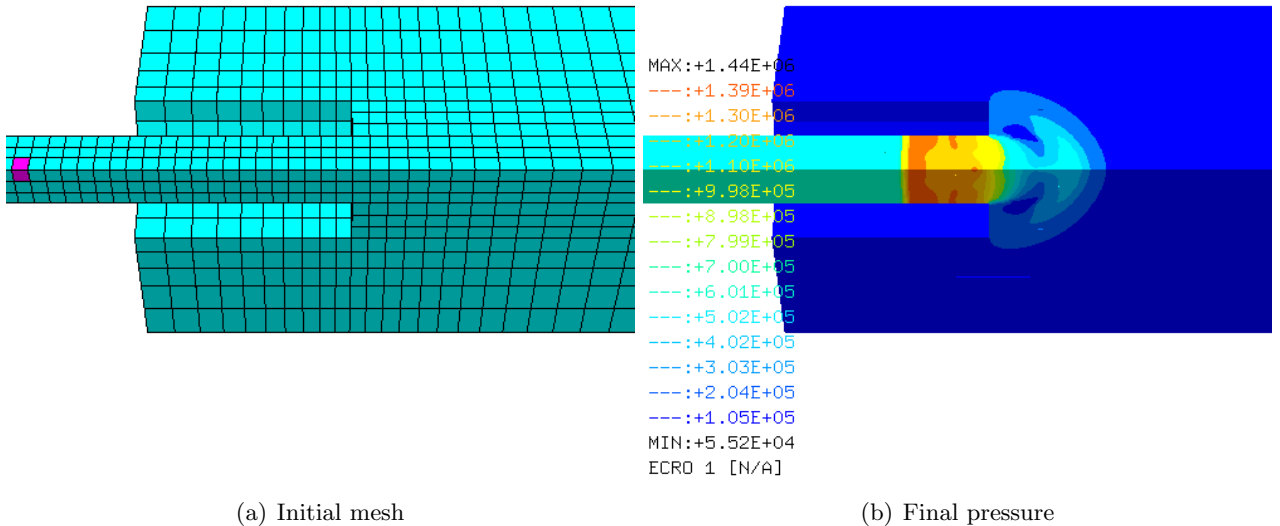 MAX:+1.44E+06
---:+1.39E+06
---:+1.30E+06
---:+1.20E+06
---:+1.10E+06
---:+9.98E+05
---:+8.98E+05
---:+7.99E+05
---:+7.00E+05
---:+6.01E+05
---:+5.02E+05
---:+4.02E+05
---:+3.03E+05
---:+2.04E+05
---:+1.05E+05
MIN:+5.52E+04
ECRO 1 [N/A]
(a) Initial mesh
(b) Final pressure